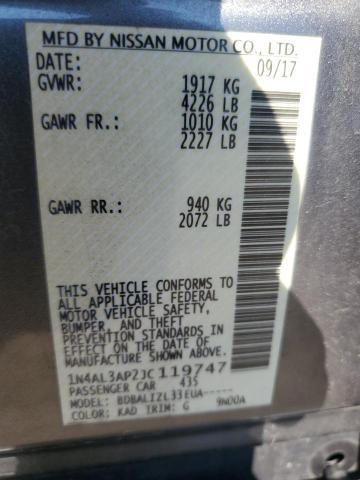 MFD BY NISSAN MOTOR CO., LTD.
DATE: 09/17
GVWR: 1917 KG
4226 LB
GAWR FR.: 1010 KG
2227 LB
GAWR RR.: 940 KG
2072 LB
THIS VEHICLE CONFORMS TO
ALL APPLICABLE FEDERAL
MOTOR VEHICLE SAFETY,
BUMPER, AND THEFT
PREVENTION STANDARDS
IN EFFECT ON THE DATE OF
MANUFACTURE SHOWN ABOVE.
1N4AL3AP2JC119747
PASSENGER CAR 435
MODEL: BDBALIZL33EUA-----
COLOR: KAD TRIM: G 9N00A